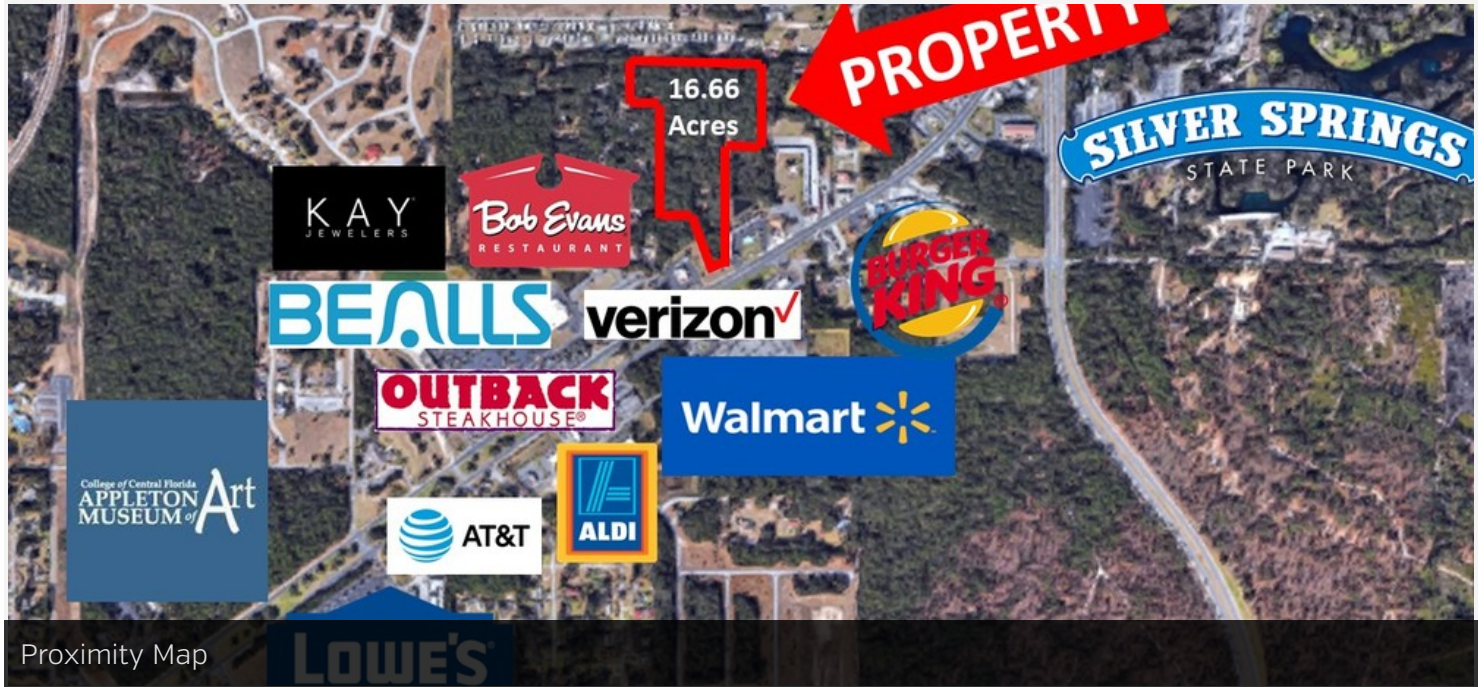 PROPERTY
16.66
Acres
SILVER SPRINGS
STATE PARK
KAY
JEWELERS
Bob Evans
RESTAURANT
BURGER
KING®
BEALLS
verizon
OUTBACK
STEAKHOUSE®
Walmart
College of Central Florida
APPLETON
MUSEUM of Art
AT&T
ALDI
LOWE'S
Proximity Map